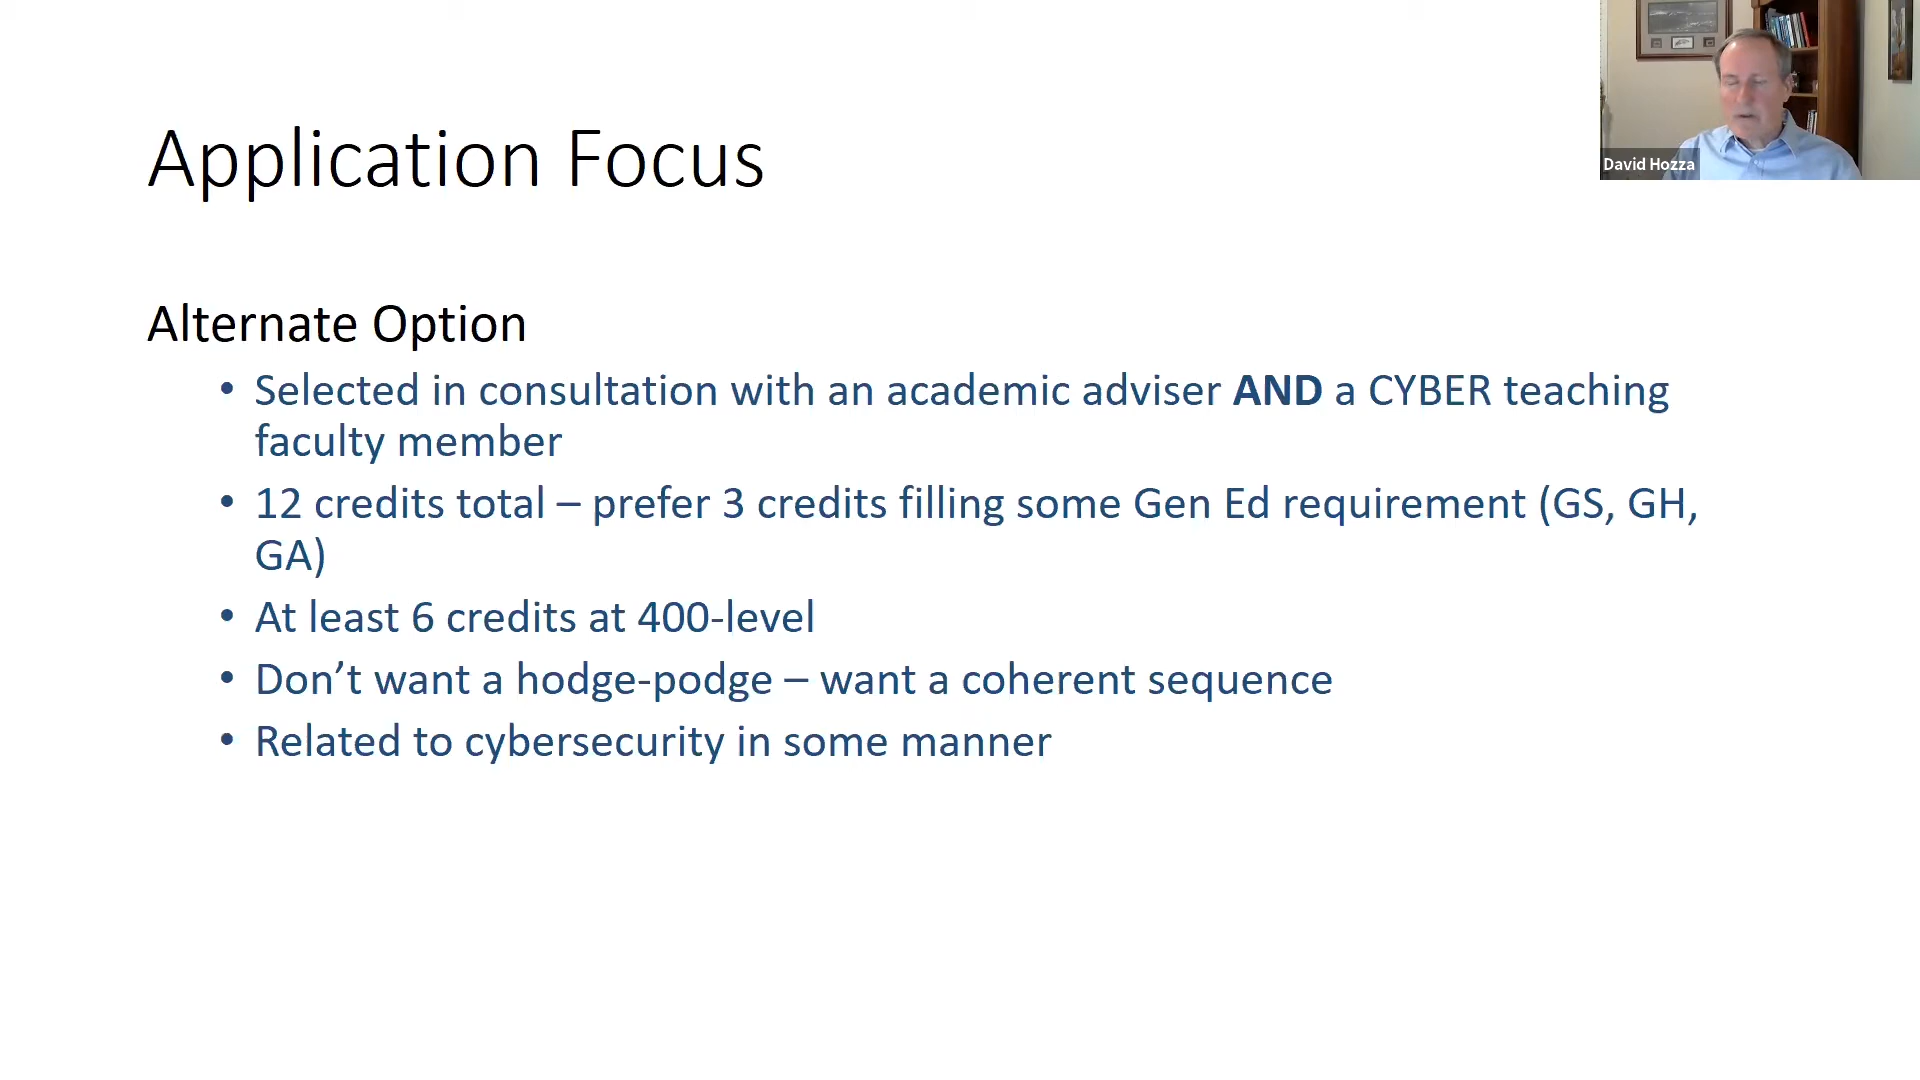 Application Focus
David Hozza
Alternate Option
• Selected in consultation with an academic adviser AND a CYBER teaching
faculty member
• 12 credits total – prefer 3 credits filling some Gen Ed requirement (GS, GH,
GA)
• At least 6 credits at 400-level
• Don’t want a hodge-podge – want a coherent sequence
• Related to cybersecurity in some manner